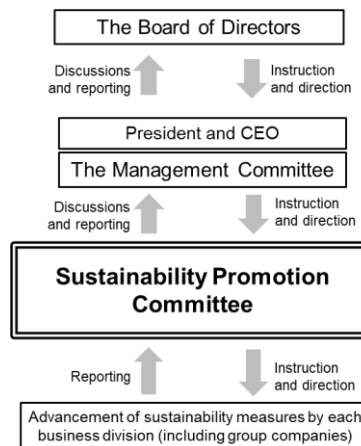 The Board of Directors
Discussions
and reporting
Instruction
and direction
President and CEO
The Management Committee
Discussions
and reporting
Instruction
and direction
Sustainability Promotion
Committee
Reporting
Instruction
and direction
Advancement of sustainability measures by each
business division (including group companies)